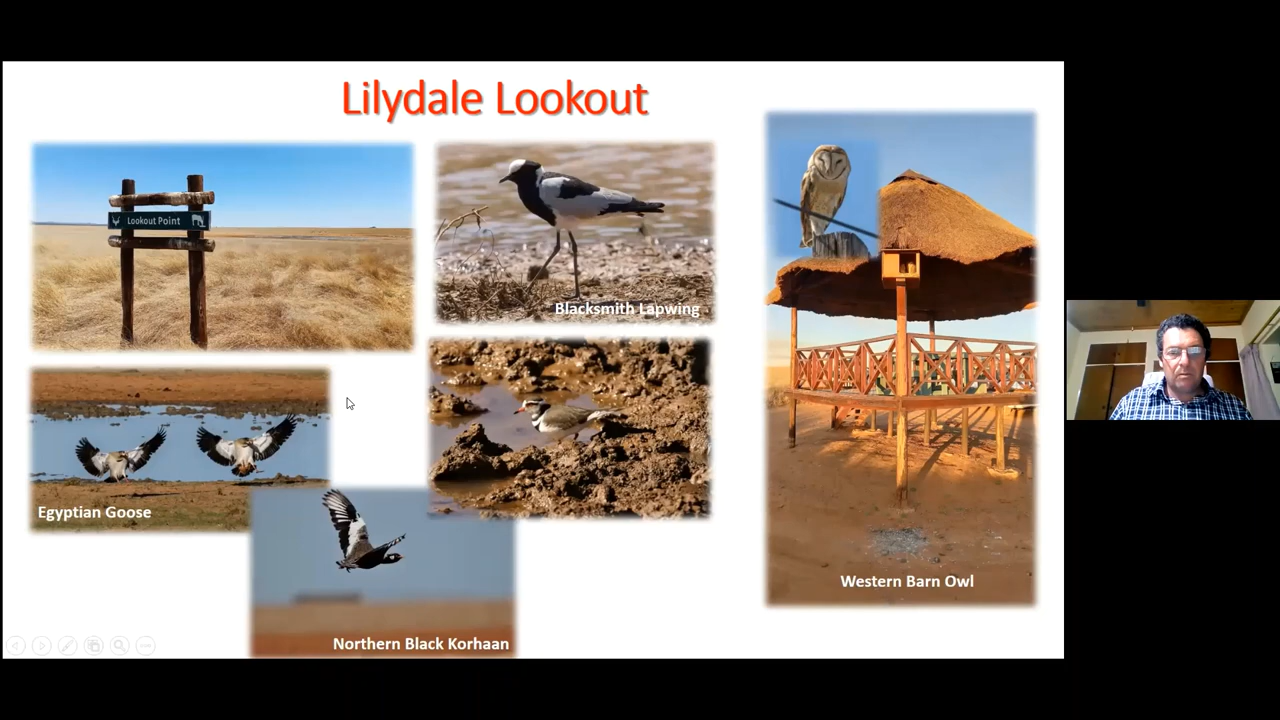 Lilydale Lookout
Lookout Point
Blacksmith Lapwing
Egyptian Goose
Northern Black Korhaan
Western Barn Owl